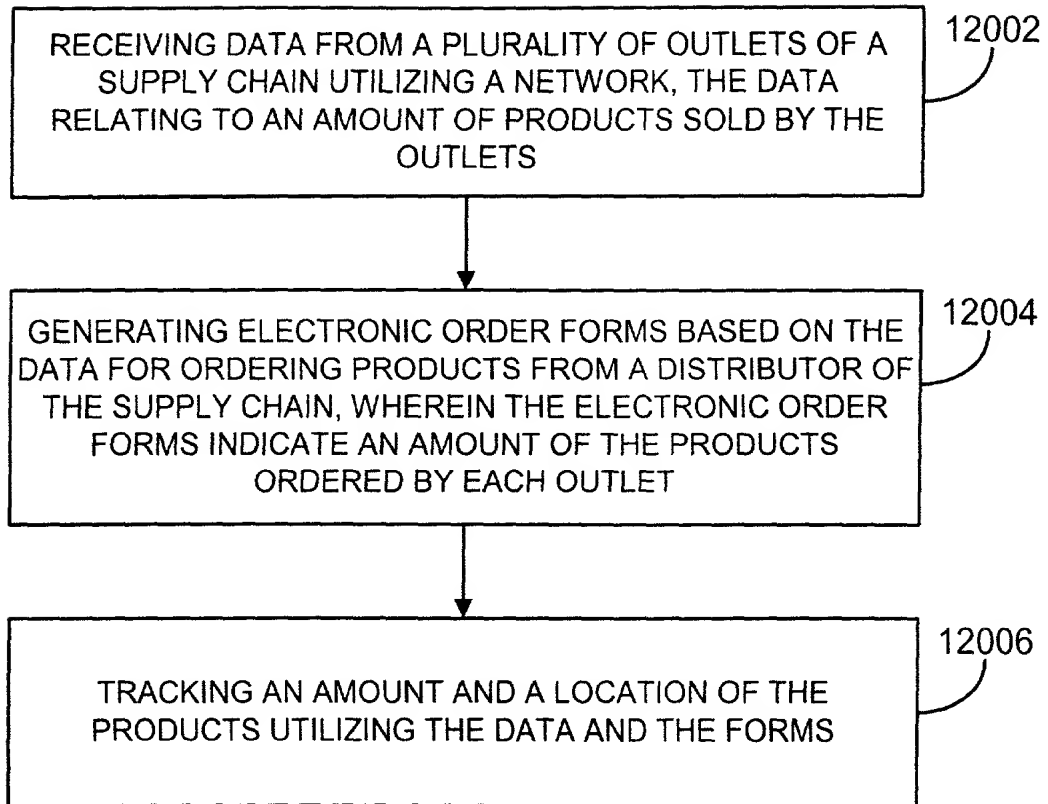 RECEIVING DATA FROM A PLURALITY OF OUTLETS OF A
SUPPLY CHAIN UTILIZING A NETWORK, THE DATA
RELATING TO AN AMOUNT OF PRODUCTS SOLD BY THE
OUTLETS
12002
GENERATING ELECTRONIC ORDER FORMS BASED ON THE
DATA FOR ORDERING PRODUCTS FROM A DISTRIBUTOR OF
THE SUPPLY CHAIN, WHEREIN THE ELECTRONIC ORDER
FORMS INDICATE AN AMOUNT OF THE PRODUCTS
ORDERED BY EACH OUTLET
12004
TRACKING AN AMOUNT AND A LOCATION OF THE
PRODUCTS UTILIZING THE DATA AND THE FORMS
12006